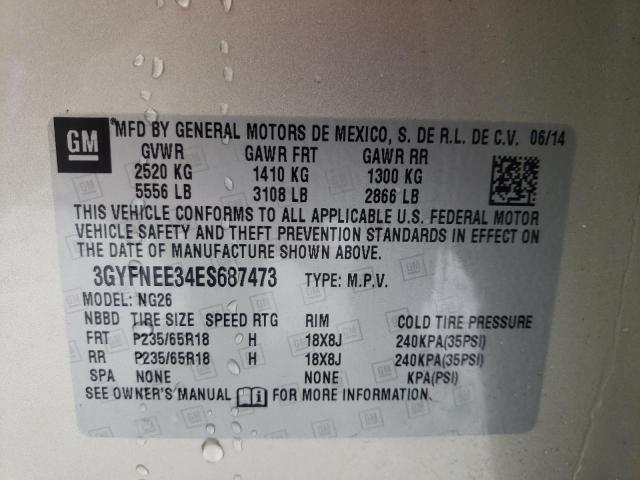 GM ® MFD BY GENERAL MOTORS DE MEXICO, S. DE R.L. DE C.V. 06/14
GVWR GAWR FRT GAWR RR
2520 KG 1410 KG 1300 KG
5556 LB 3108 LB 2866 LB
THIS VEHICLE CONFORMS TO ALL APPLICABLE U.S. FEDERAL MOTOR
VEHICLE SAFETY AND THEFT PREVENTION STANDARDS IN EFFECT ON
THE DATE OF MANUFACTURE SHOWN ABOVE.
3GYFNEE34ES687473 TYPE: M.P.V.
MODEL: NG26
NBBD TIRE SIZE SPEED RTG RIM COLD TIRE PRESSURE
FRT P235/65R18 H 18X8J 240KPA(35PSI)
RR P235/65R18 H 18X8J 240KPA(35PSI)
SPA NONE NONE KPA(PSI)
SEE OWNER'S MANUAL FOR MORE INFORMATION.